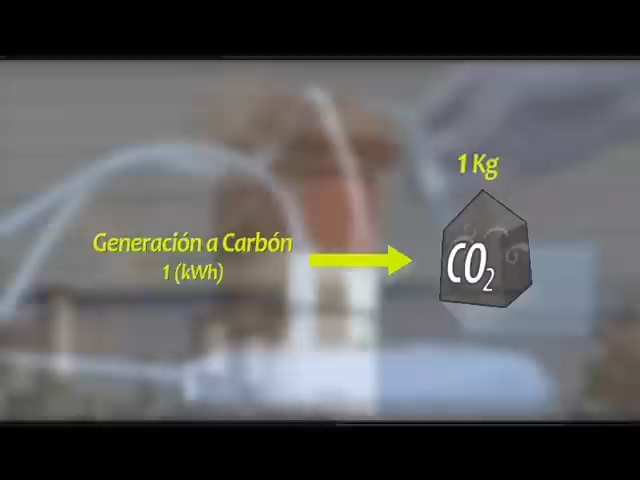 1 Kg
Generación a Carbón
1 (kWh)
CO₂